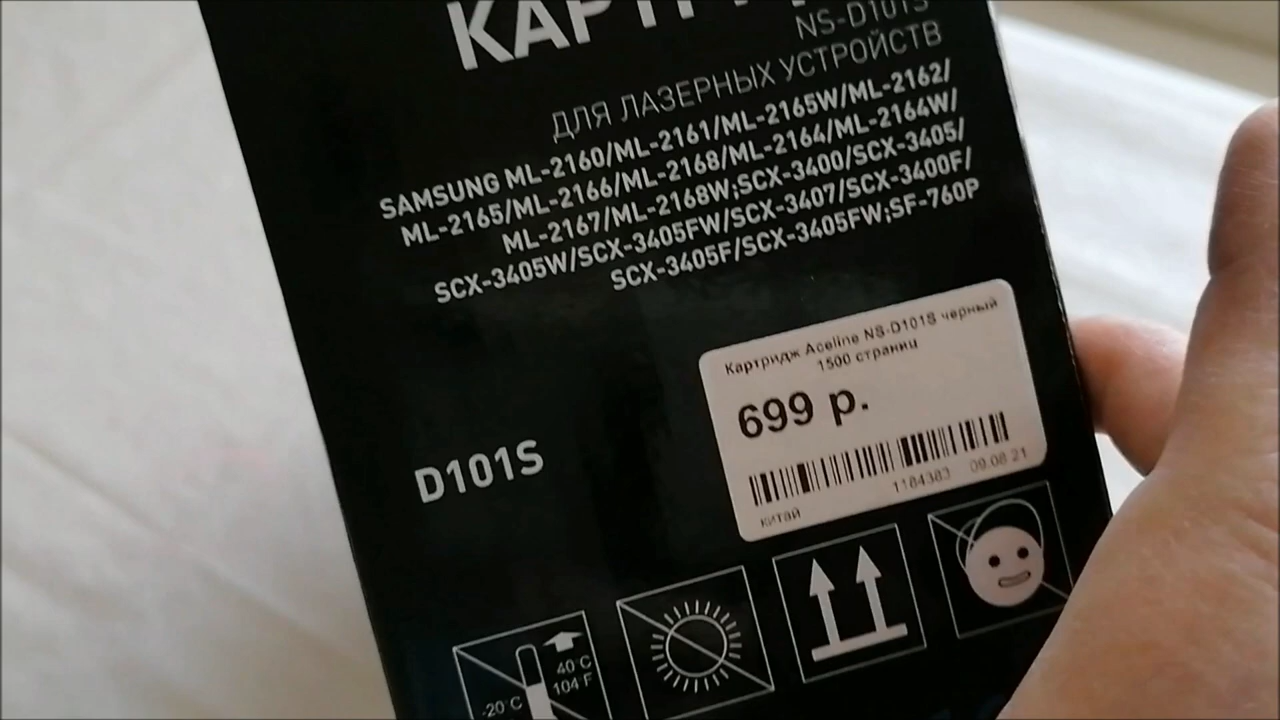 NS-D101S
ДЛЯ ЛАЗЕРНЫХ УСТРОЙСТВ
SAMSUNG ML-2160/ML-2161/ML-2165W/ML-2162/
ML-2165/ML-2166/ML-2168/ML-2164/ML-2164W/
ML-2167/ML-2168W;SCX-3400/SCX-3405/
SCX-3405W/SCX-3405FW/SCX-3407/SCX-3400F/
SCX-3405F/SCX-3405FW;SF-760P
Картридж Aceline NS-D101S черный
1500 страниц
699 р.
1184383 09.08.21
китай
D101S
40°C
104 F
-20°C